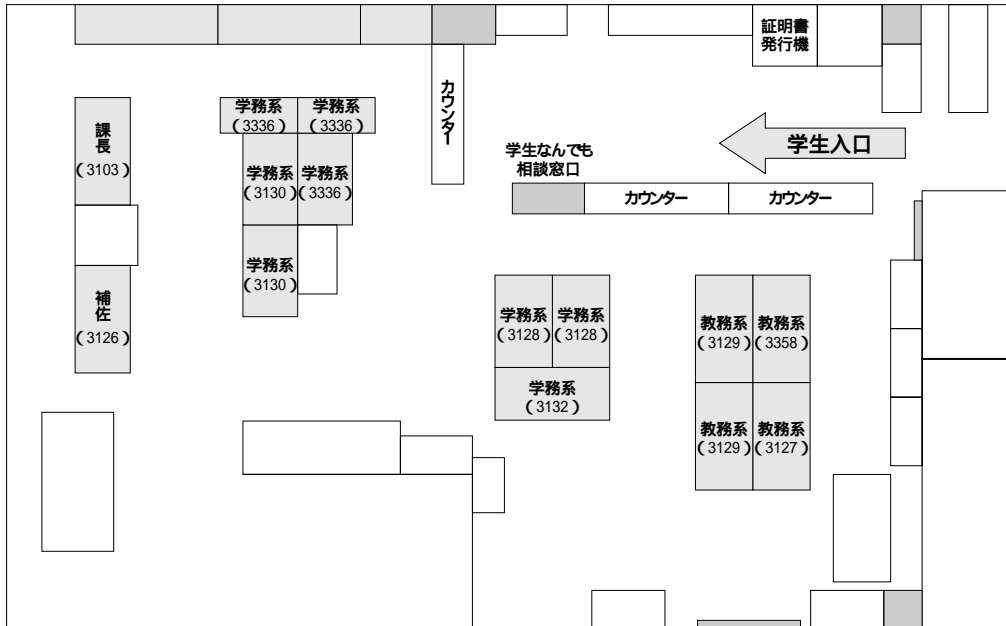 証明書
発行機
カウンター
課長
(3103)
学務系
(3336)
学務系
(3336)
学務系
(3130)
学務系
(3336)
学務系
(3130)
補佐
(3126)
学生入口
学生なんでも
相談窓口
カウンター
カウンター
学務系
(3128)
学務系
(3128)
学務系
(3132)
教務系
(3129)
教務系
(3358)
教務系
(3129)
教務系
(3127)